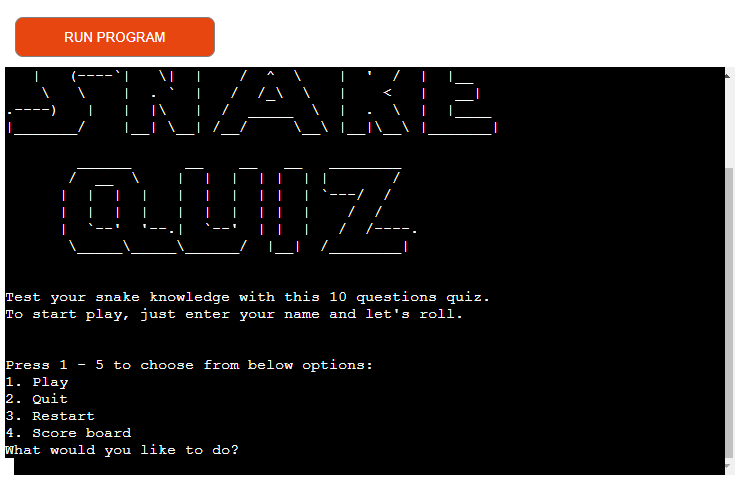 RUN PROGRAM
SNAKE
QUIZ
Test your snake knowledge with this 10 questions quiz.
To start play, just enter your name and let's roll.
Press 1 - 5 to choose from below options:
1. Play
2. Quit
3. Restart
4. Score board
What would you like to do?